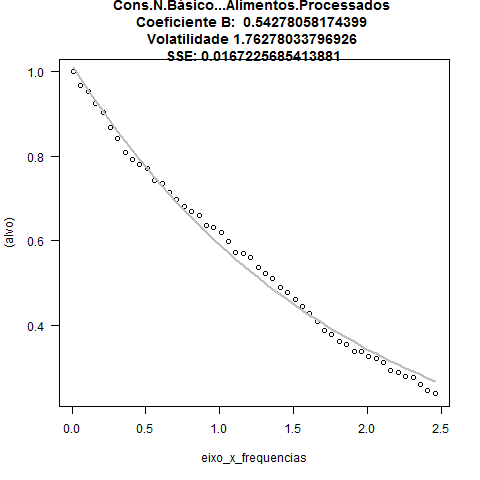 Cons.N.Básico...Alimentos.Processados
Coeficiente B: 0.54278058174399
Volatilidade 1.76278033796926
SSE: 0.0167225685413881
1.0
0.8
0.6
0.4
(alvo)
0.0 0.5 1.0 1.5 2.0 2.5
eixo_x_frequencias